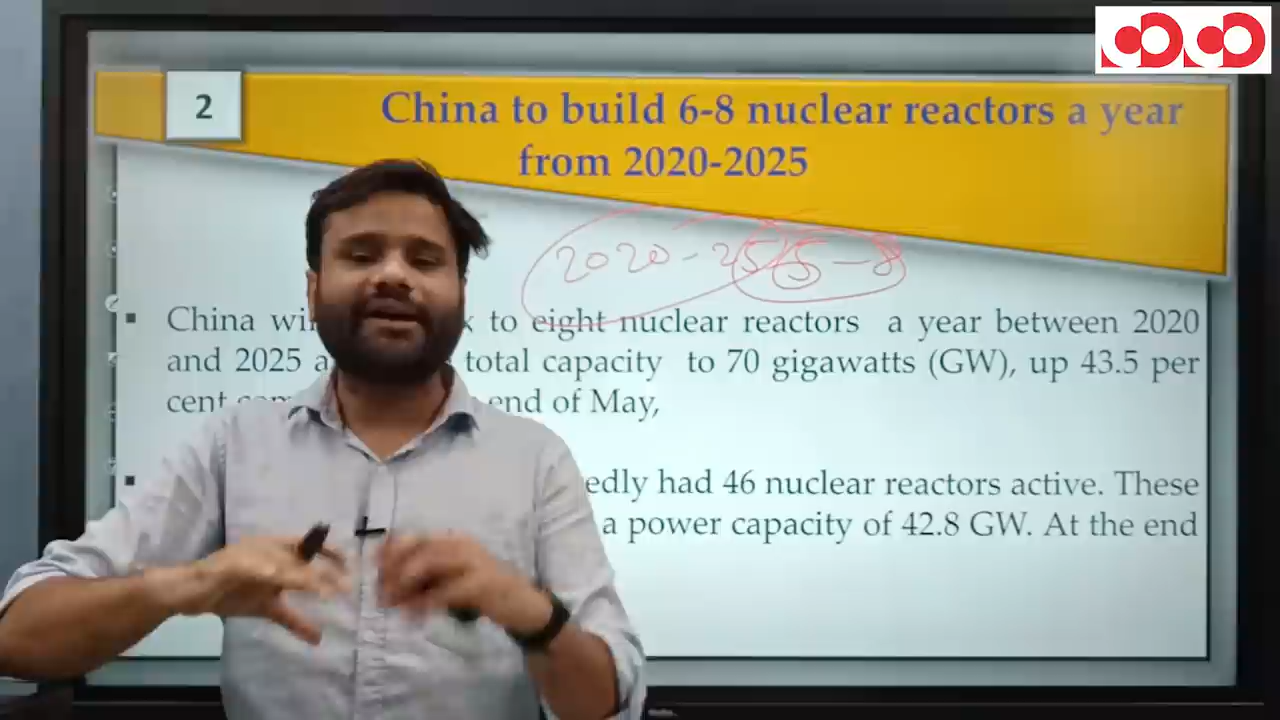 2
China to build 6-8 nuclear reactors a year
from 2020-2025
2020-25 5-8
China to eight nuclear reactors a year between 2020
and 2025 total capacity to 70 gigawatts (GW), up 43.5 per
cent end of May,
had 46 nuclear reactors active. These
a power capacity of 42.8 GW. At the end